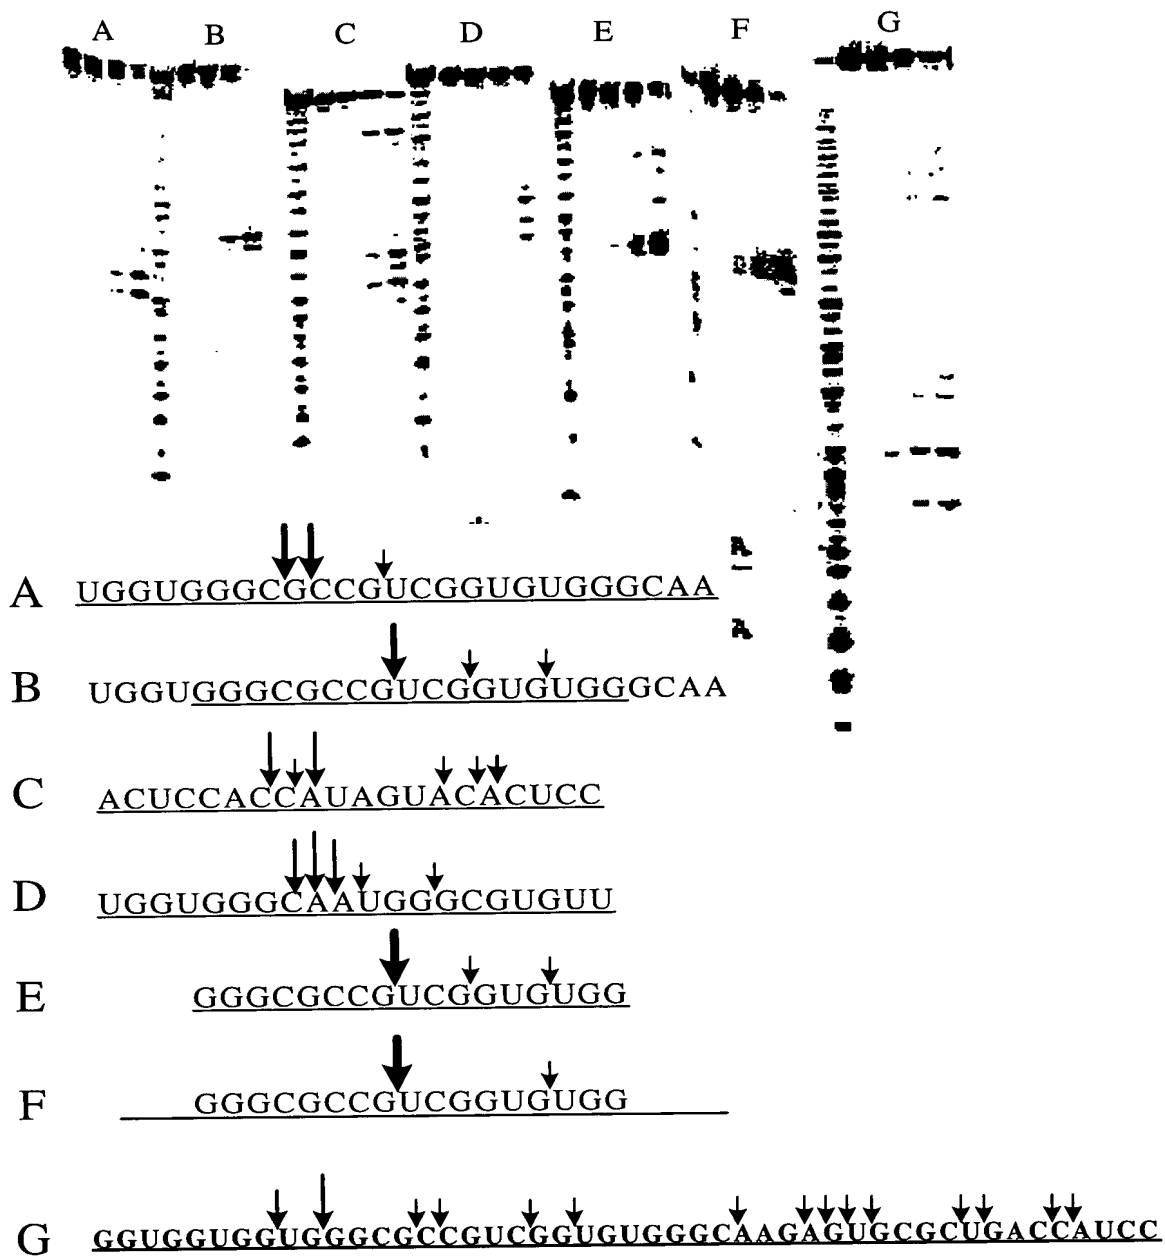 A B C D E F G
A UGGUGGGCGCCGUCGGUGUGGGCAA
A
A
B UGGUGGGCGCCGUCGGUGUGGGCAA
C ACUCCACCAUAGUACACUCC
D UGGUGGGCAAUGGGCGUGUU
E GGGCGCCGUCGGUGUGG
F GGGCGCCGUCGGUGUGG
G GGUGGUGGUGGGCGCCGUCGGUGUGGGCAAGAGUGCGCUGACCAUCC